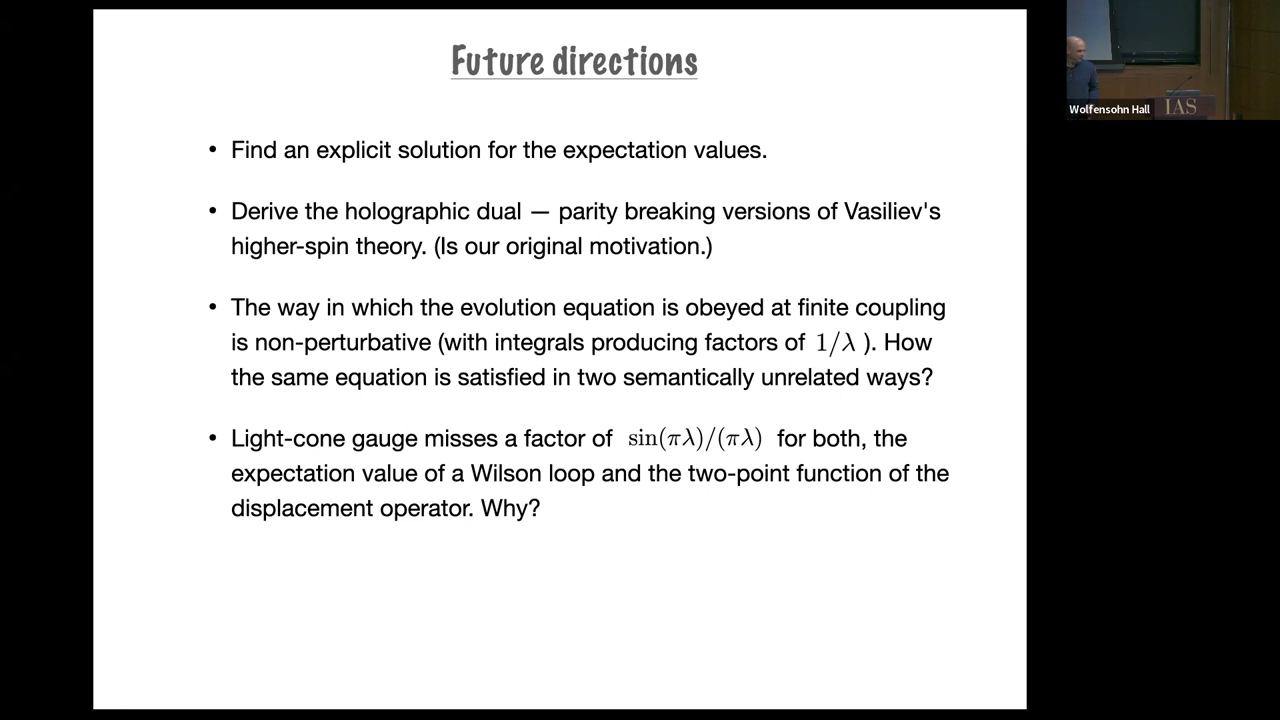 Future directions
• Find an explicit solution for the expectation values.
• Derive the holographic dual — parity breaking versions of Vasiliev's
higher-spin theory. (Is our original motivation.)
• The way in which the evolution equation is obeyed at finite coupling
is non-perturbative (with integrals producing factors of 1/λ ). How
the same equation is satisfied in two semantically unrelated ways?
• Light-cone gauge misses a factor of sin(πλ)/(πλ) for both, the
expectation value of a Wilson loop and the two-point function of the
displacement operator. Why?
Wolfensohn Hall
IAS